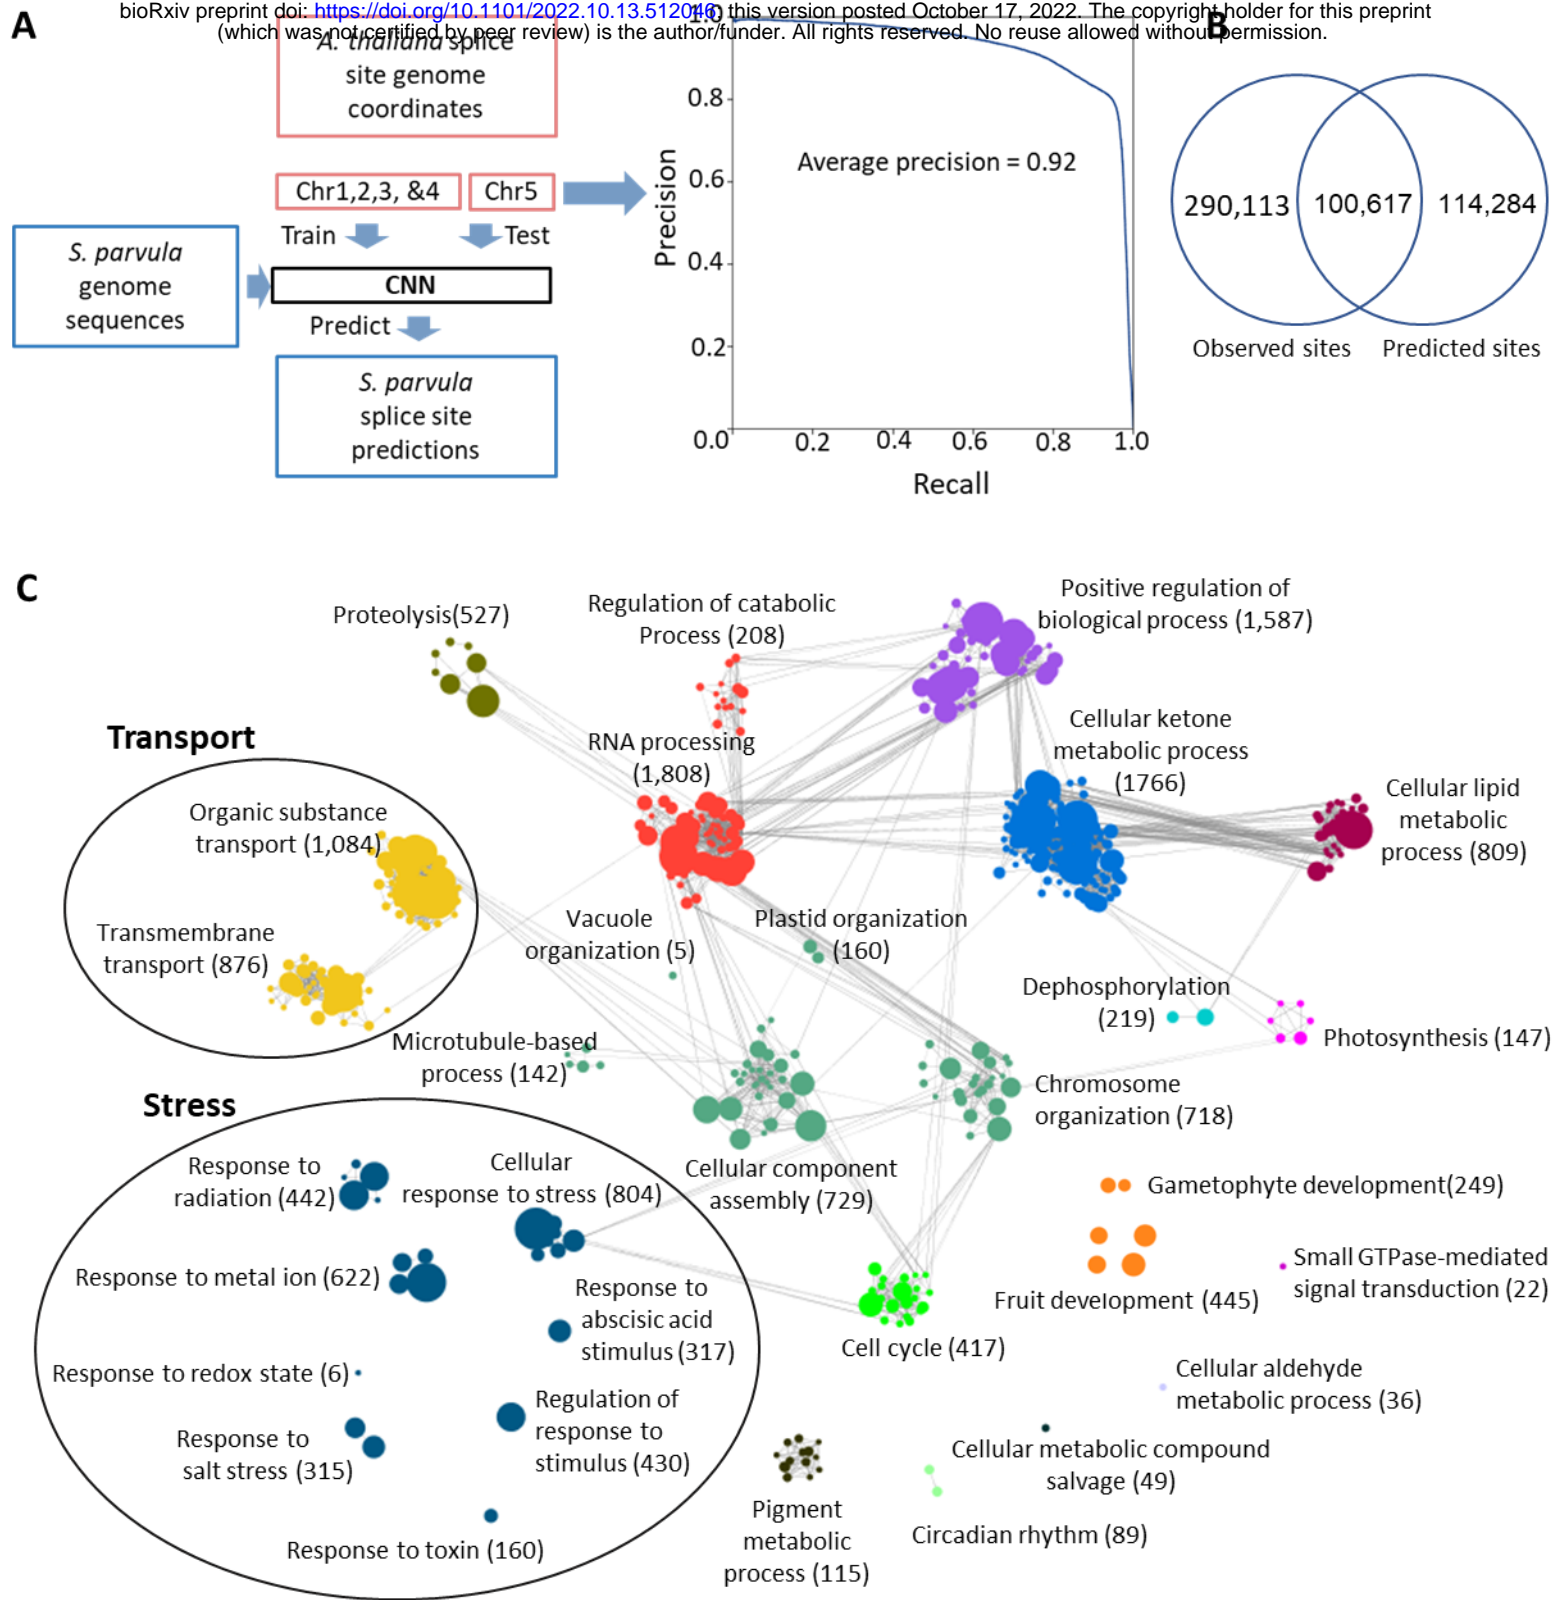 bioRxiv preprint doi: https://doi.org/10.1101/2022.10.13.512046; this version posted October 17, 2022. The copyright holder for this preprint
(which was not certified by peer review) is the author/funder. All rights reserved. No reuse allowed without permission.
A
A. thaliana splice
site genome
coordinates
Chr1,2,3, &4
Chr5
Train
Test
S. parvula
genome
sequences
CNN
Predict
S. parvula
splice site
predictions
1.0
0.8
0.6
0.4
0.2
0.0
0.2
0.4
0.6
0.8
1.0
Precision
Recall
Average precision = 0.92
B
290,113
100,617
114,284
Observed sites
Predicted sites
C
Proteolysis(527)
Regulation of catabolic
Process (208)
Positive regulation of
biological process (1,587)
Transport
RNA processing
(1,808)
Cellular ketone
metabolic process
(1766)
Cellular lipid
metabolic
process (809)
Organic substance
transport (1,084)
Transmembrane
transport (876)
Vacuole
organization (5)
Plastid organization
(160)
Dephosphorylation
(219)
Photosynthesis (147)
Microtubule-based
process (142)
Chromosome
organization (718)
Stress
Response to
radiation (442)
Cellular
response to stress (804)
Cellular component
assembly (729)
Gametophyte development(249)
Response to metal ion (622)
Response to
abscisic acid
stimulus (317)
Fruit development (445)
Small GTPase-mediated
signal transduction (22)
Cell cycle (417)
Response to redox state (6)
Cellular aldehyde
metabolic process (36)
Regulation of
response to
stimulus (430)
Response to
salt stress (315)
Cellular metabolic compound
salvage (49)
Response to toxin (160)
Pigment
metabolic
process (115)
Circadian rhythm (89)